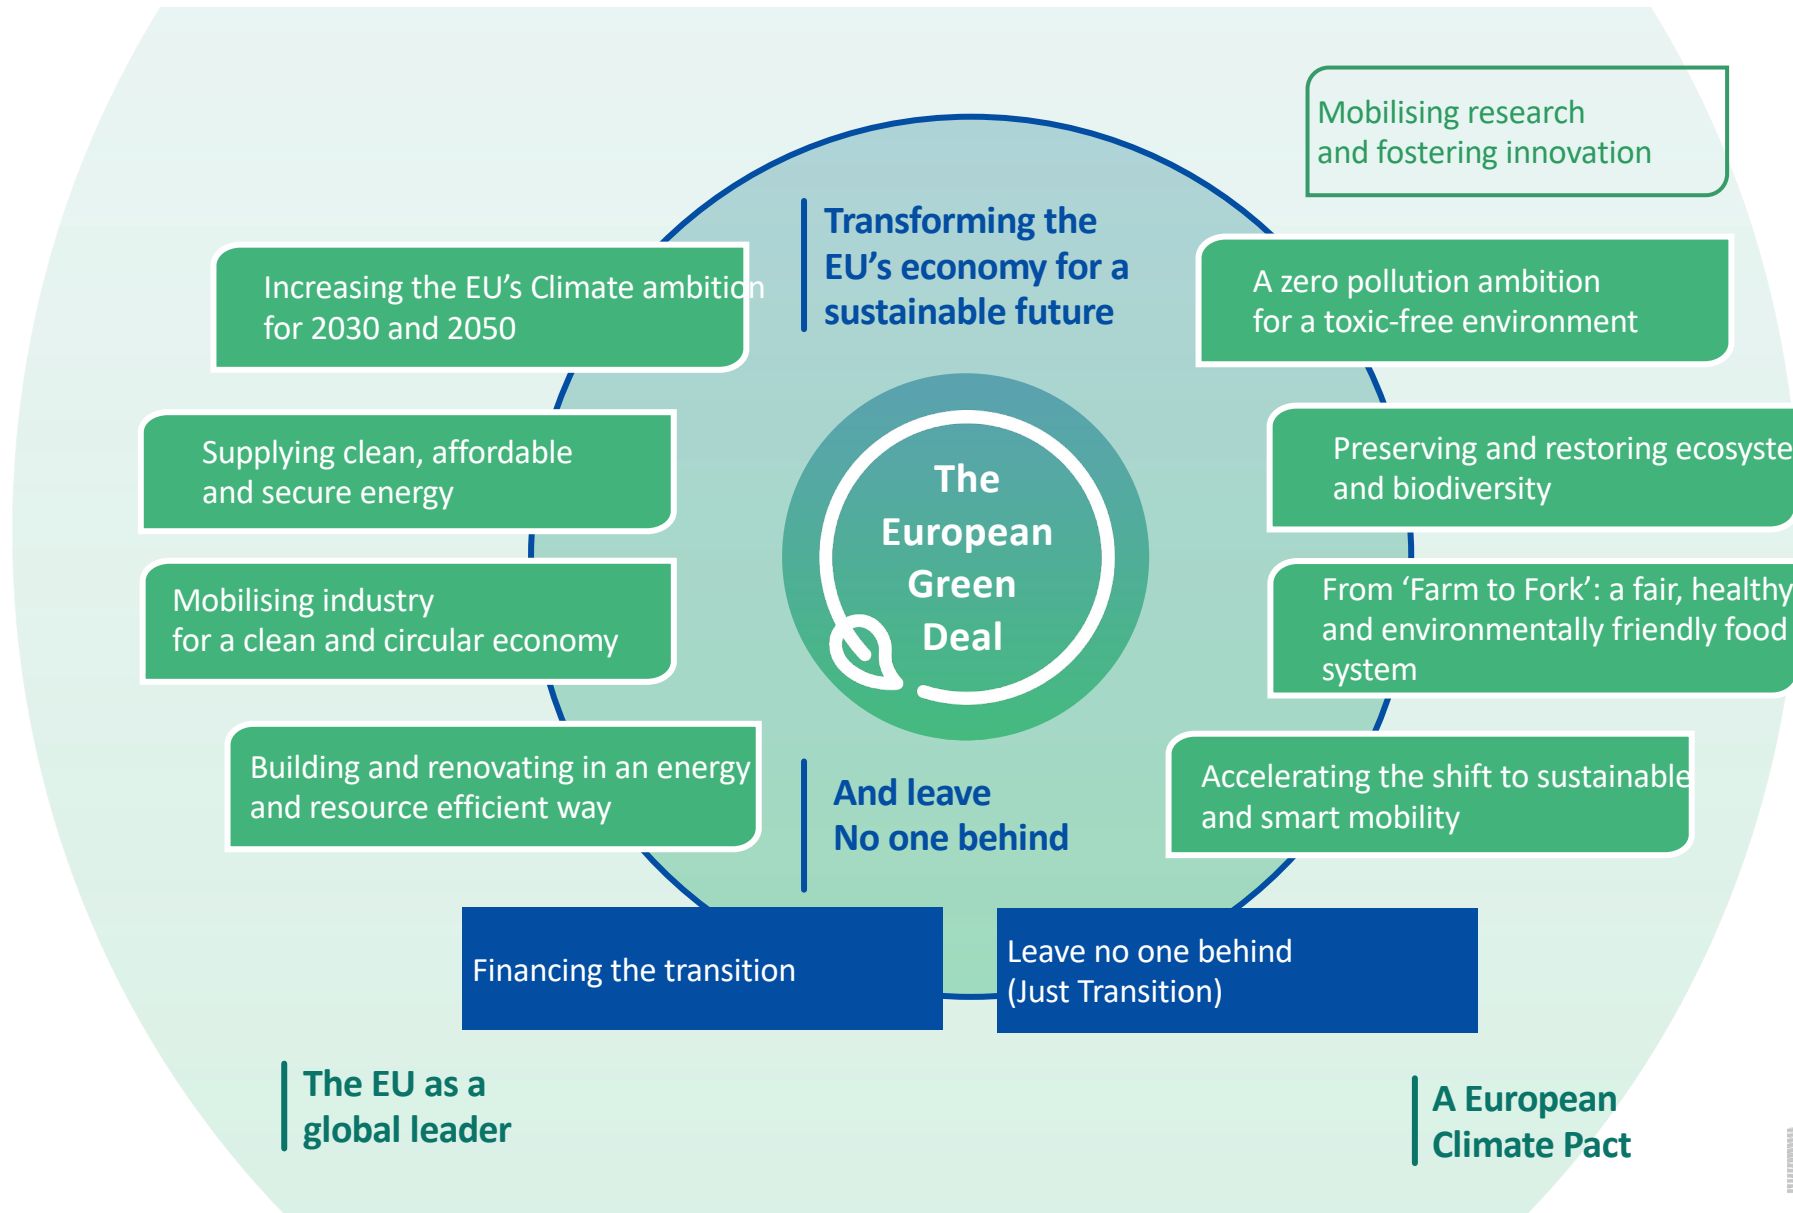 Mobilising research
and fostering innovation
Transforming the
EU’s economy for a
sustainable future
Increasing the EU’s Climate ambition
for 2030 and 2050
A zero pollution ambition
for a toxic-free environment
Supplying clean, affordable
and secure energy
Preserving and restoring ecosyste
and biodiversity
The
European
Green
Deal
Mobilising industry
for a clean and circular economy
From ‘Farm to Fork’: a fair, healthy
and environmentally friendly food
system
Building and renovating in an energy
and resource efficient way
Accelerating the shift to sustainable
and smart mobility
And leave
No one behind
Financing the transition
Leave no one behind
(Just Transition)
The EU as a
global leader
A European
Climate Pact